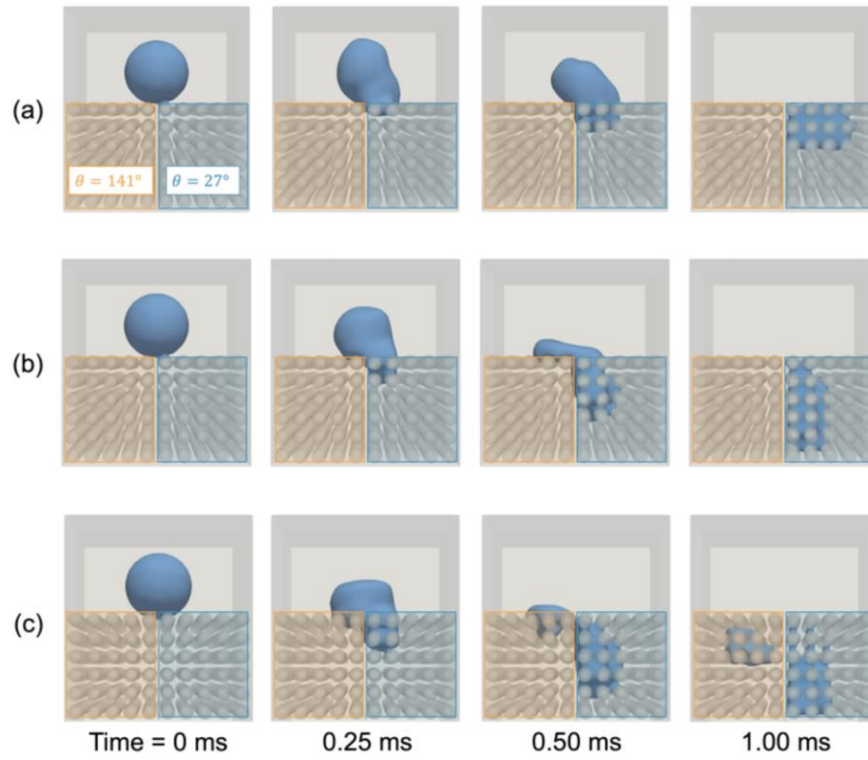 (a)
θ = 141°
θ = 27°
(b)
(c)
Time = 0 ms
0.25 ms
0.50 ms
1.00 ms